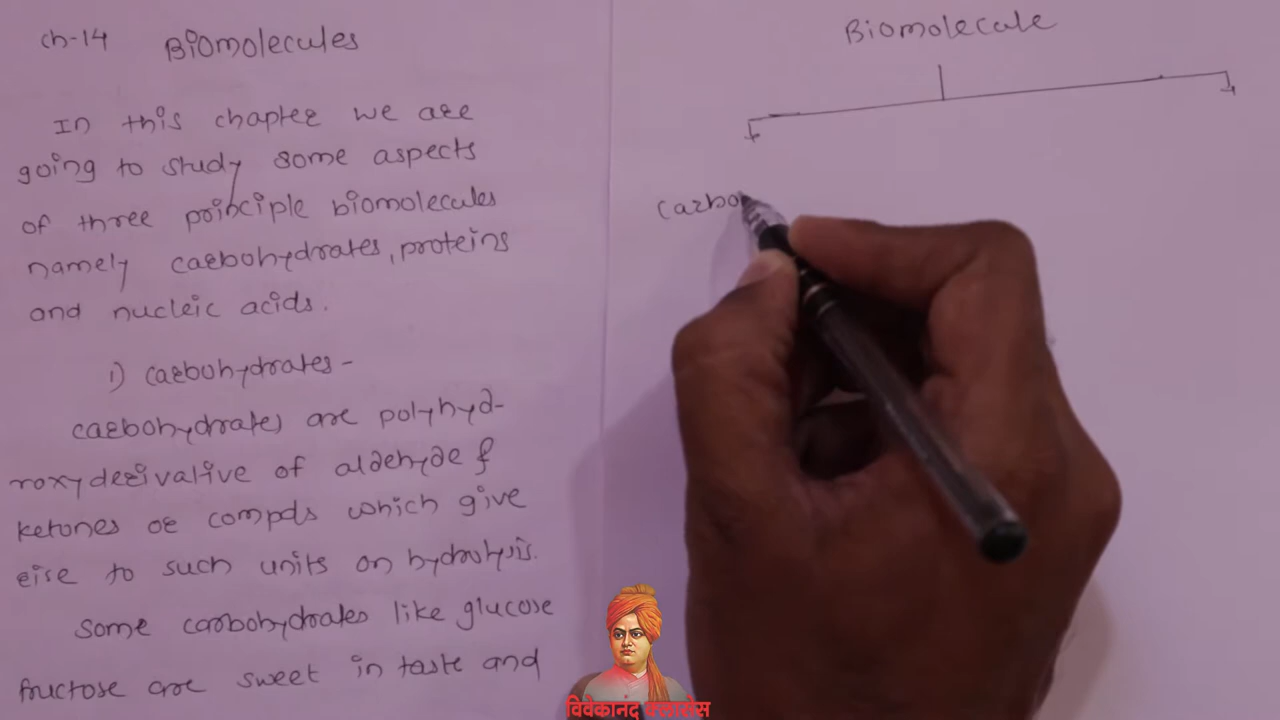 ch-14 Biomolecules
In this chapter we are
going to study some aspects
of three principle biomolecules
namely carbohydrates, proteins
and nucleic acids.
1) carbohydrates -
carbohydrates are polyhyd-
roxyderivative of aldehyde &
ketones or compds which give
rise to such units on hydrolysis.
Some carbohydrates like glucose
fructose are sweet in taste and
Biomolecule
Carbo
विवेकानंद क्लासेस